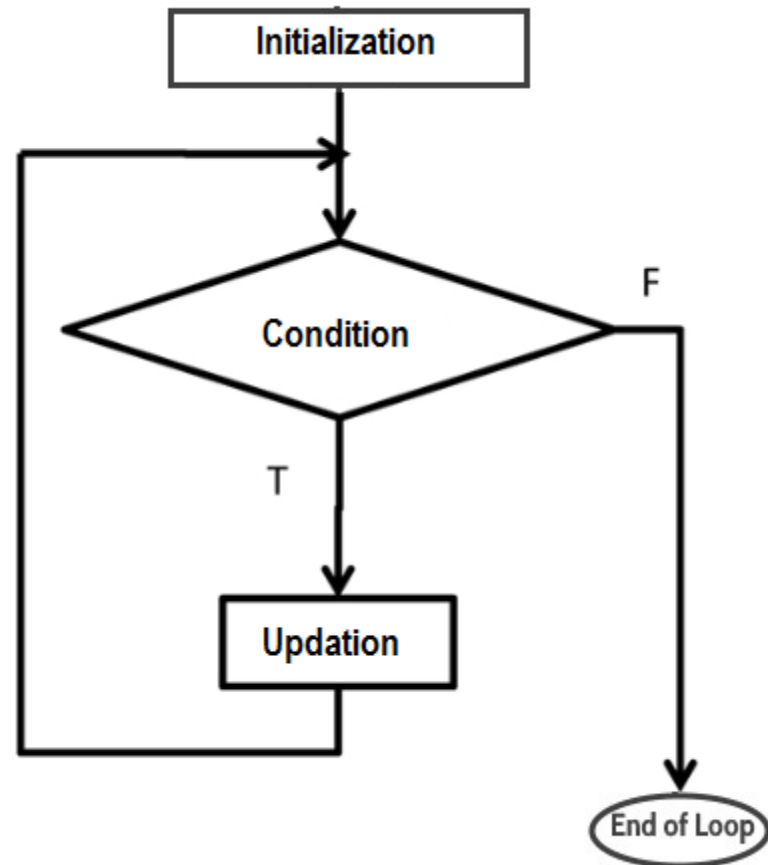 Initialization
F
Condition
T
Updation
End of Loop